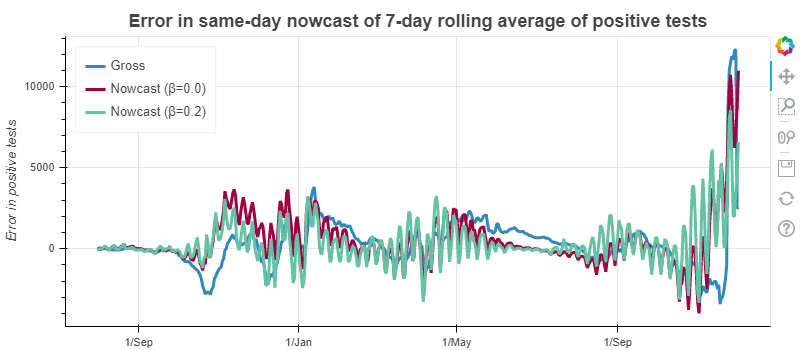 Error in same-day nowcast of 7-day rolling average of positive tests
Gross
Nowcast (β=0.0)
Nowcast (β=0.2)
Error in positive tests
10000
5000
0
1/Sep
1/Jan
1/May
1/Sep